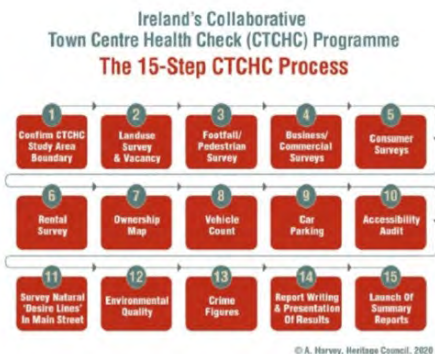 Ireland's Collaborative
Town Centre Health Check (CTCHC) Programme
The 15-Step CTCHC Process
1
Confirm CTCHC
Study Area
Boundary
2
Landuse
Survey
& Vacancy
3
Footfall/
Pedestrian
Survey
4
Business/
Commercial
Surveys
5
Consumer
Surveys
6
Rental
Survey
7
Ownership
Map
8
Vehicle
Count
9
Car
Parking
10
Accessibility
Audit
11
Survey Natural
'Desire Lines'
In Main Street
12
Environmental
Quality
13
Crime
Figures
14
Report Writing
& Presentation
Of Results
15
Launch Of
Summary
Reports
© A. Harvey, Heritage Council, 2020